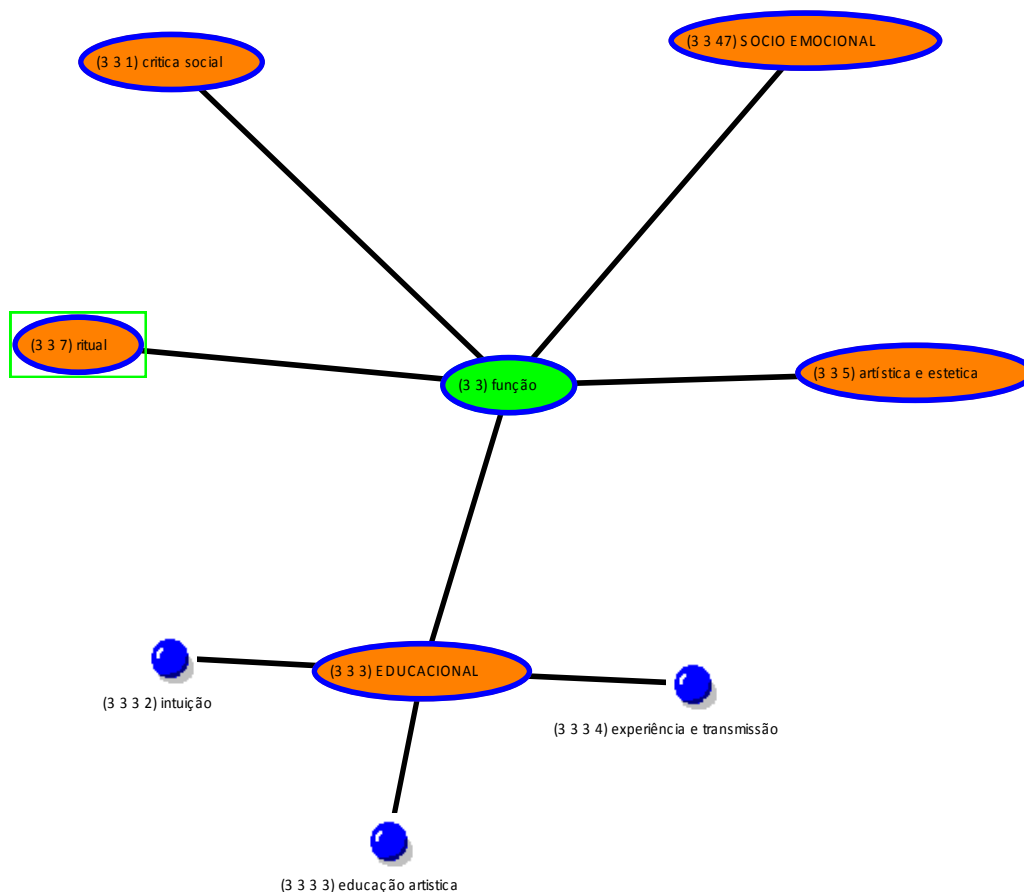 (3 3 1) critica social
(3 3 47) SOCIO EMOCIONAL
(3 3 7) ritual
(3 3) função
(3 3 5) artística e estetica
(3 3 3) EDUCACIONAL
(3 3 3 2) intuição
(3 3 3 4) experiência e transmissão
(3 3 3 3) educação artistica